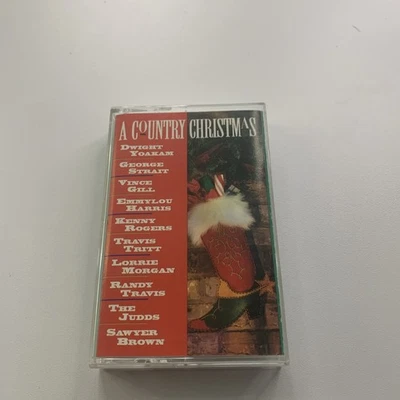 A COUNTRY CHRISTMAS
DWIGHT
YOAKAM
GEORGE
STRAIT
VINCE
GILL
EMMYLOU
HARRIS
KENNY
ROGERS
TRAVIS
TRITT
LORRIE
MORGAN
RANDY
TRAVIS
THE
JUDDS
SAWYER
BROWN